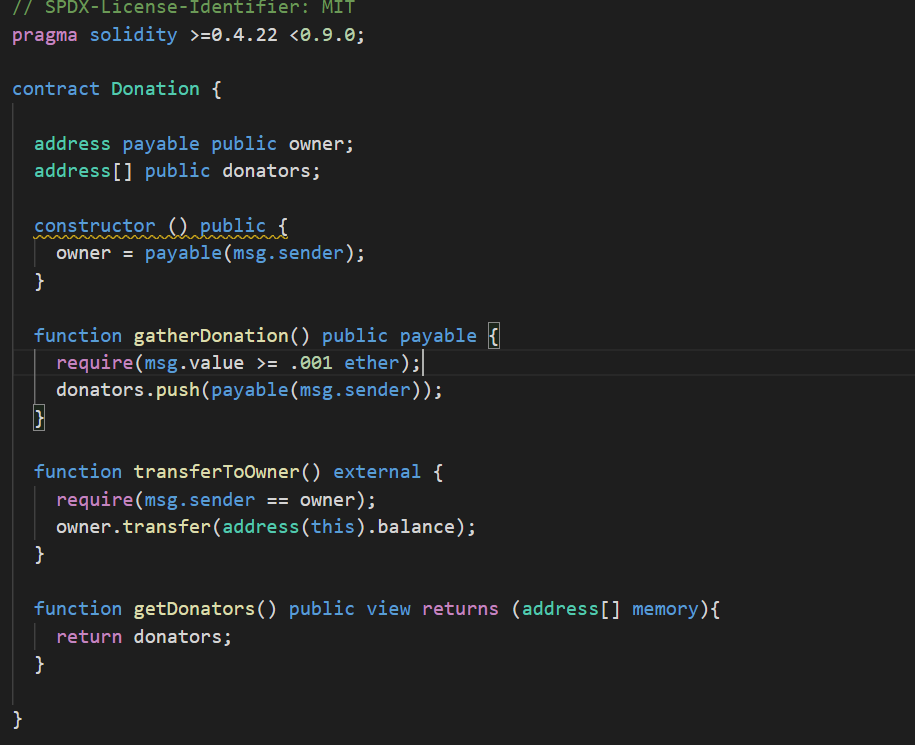 // SPDX-License-Identifier: MIT
pragma solidity >=0.4.22 <0.9.0;
contract Donation {
address payable public owner;
address[] public donators;
constructor () public {
owner = payable(msg.sender);
}
function gatherDonation() public payable {
require(msg.value >= .001 ether);
donators.push(payable(msg.sender));
}
function transferToOwner() external {
require(msg.sender == owner);
owner.transfer(address(this).balance);
}
function getDonators() public view returns (address[] memory){
return donators;
}
}